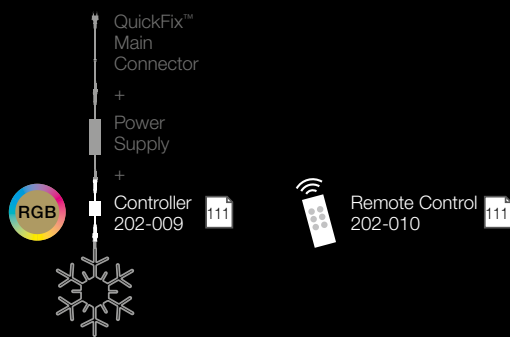 QuickFix™
Main
Connector
+
Power
Supply
+
RGB
Controller
202-009
111
Remote Control
202-010
111